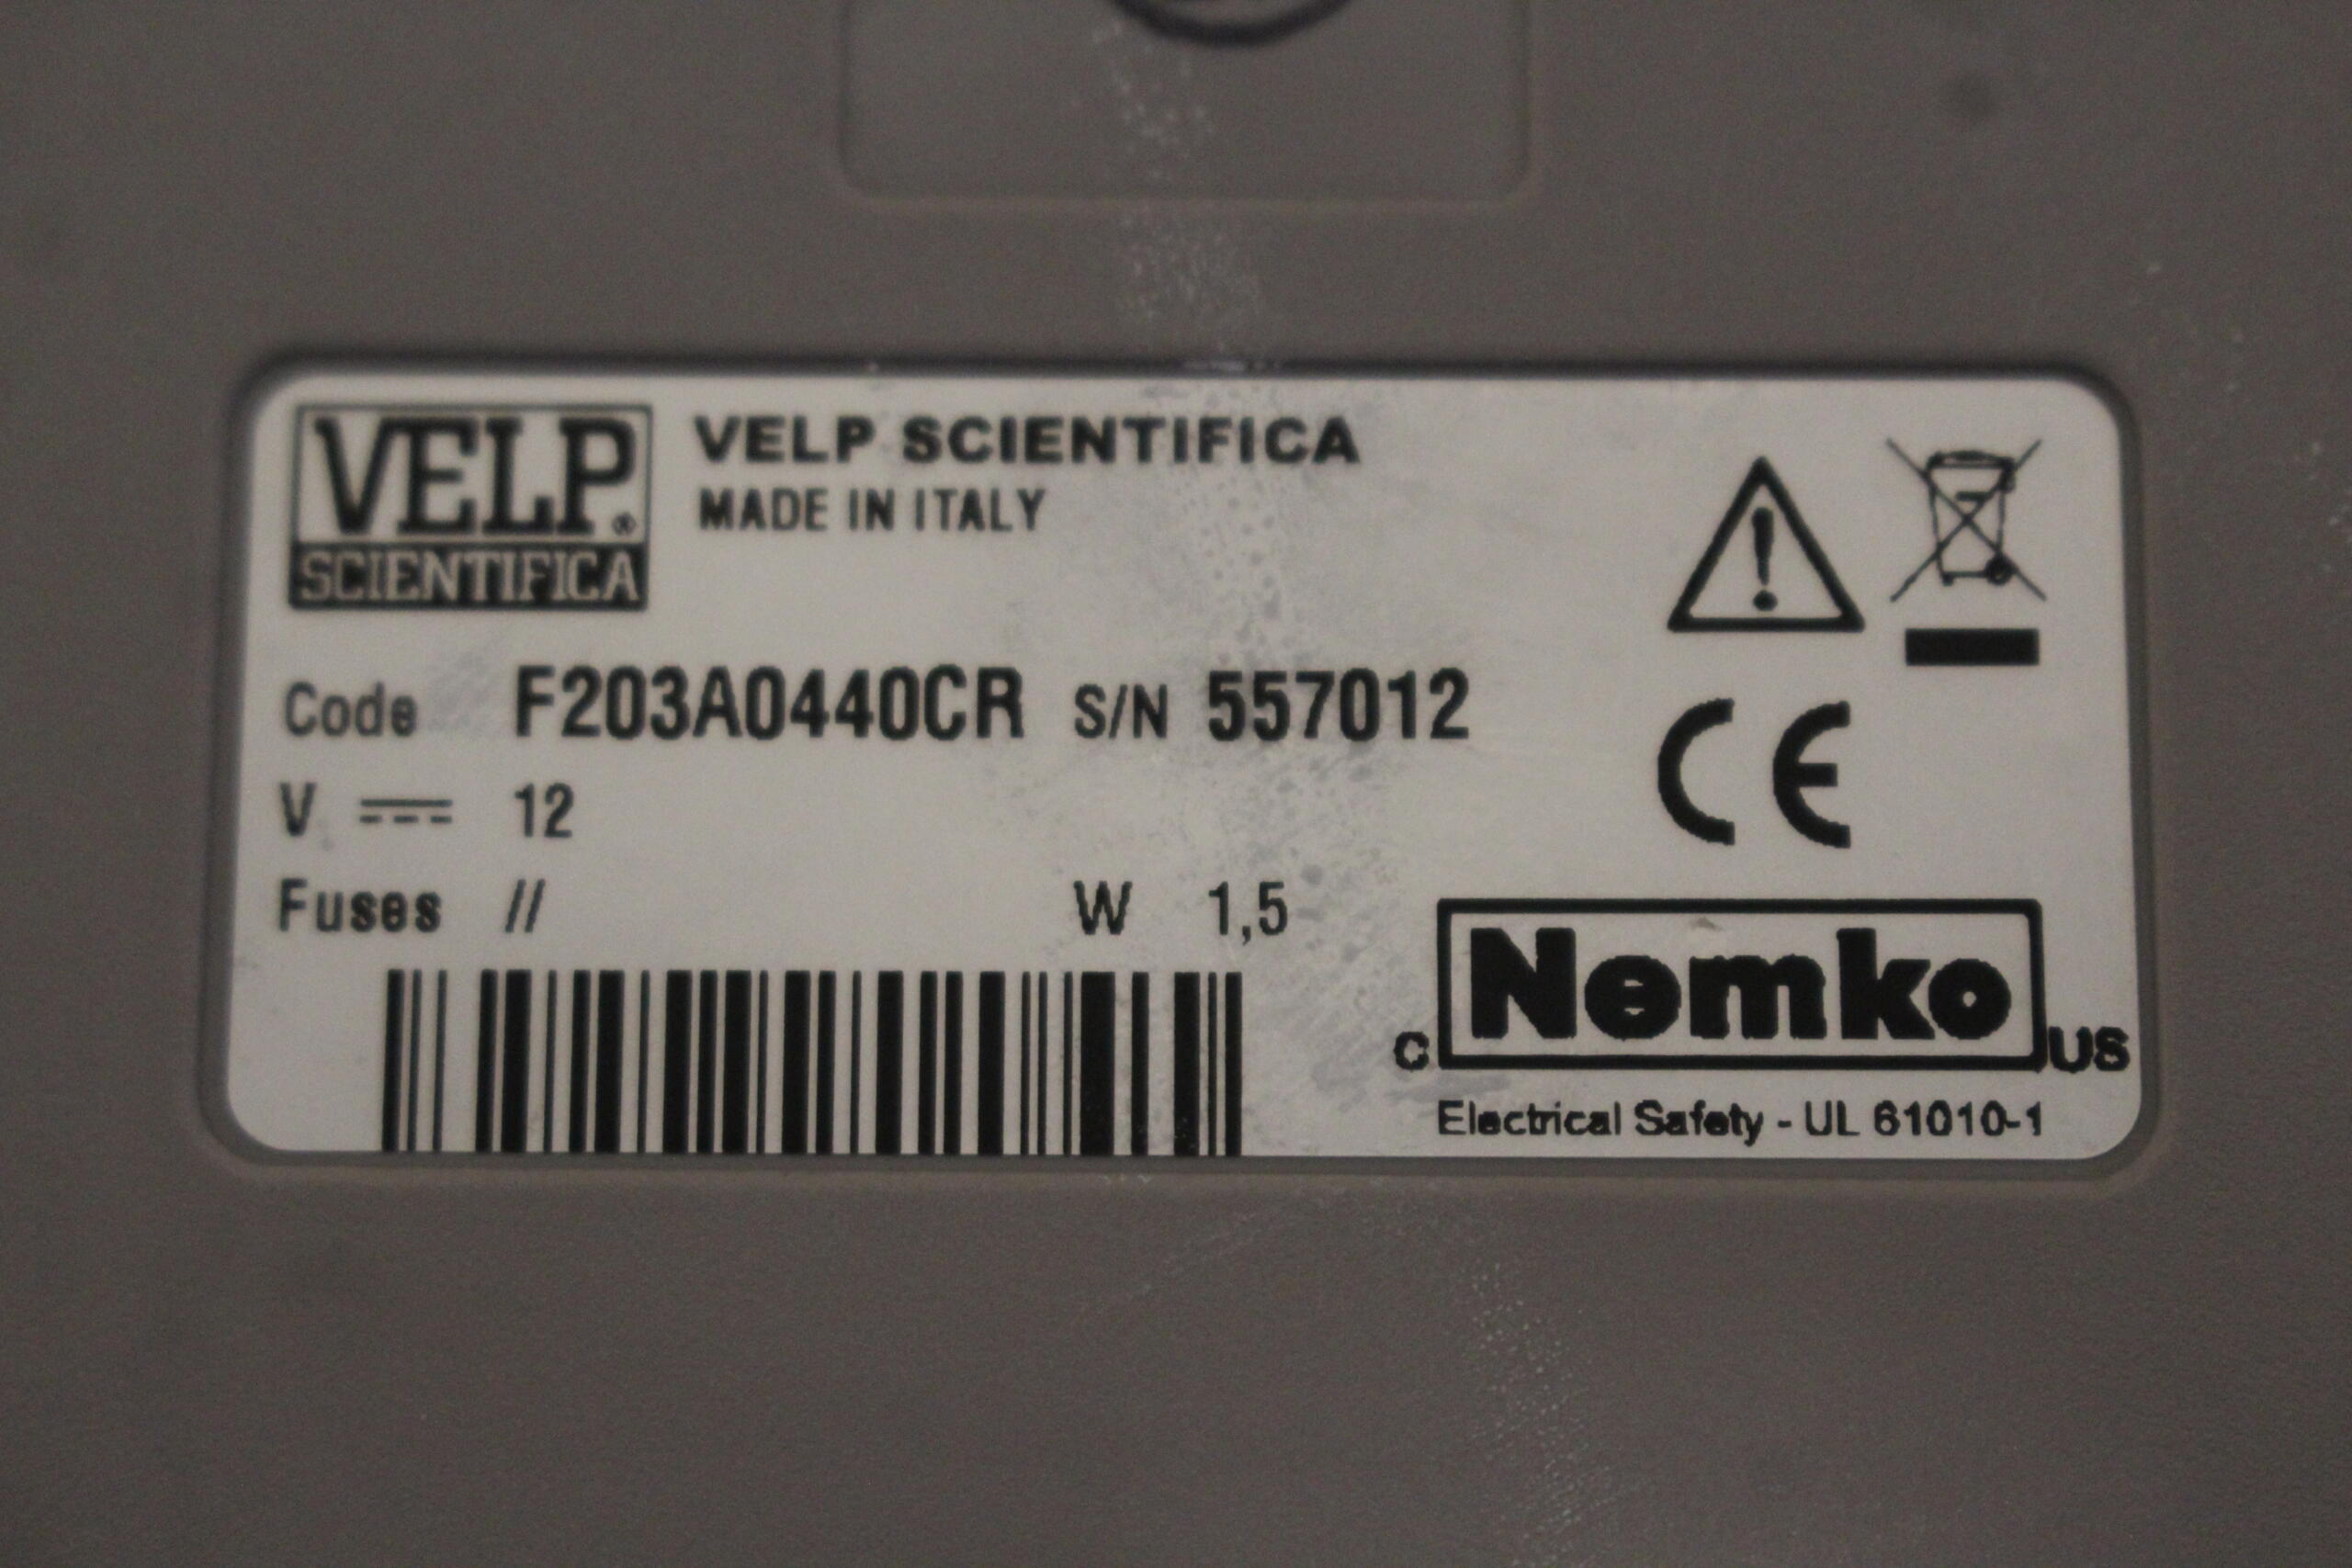 VELP®
SCIENTIFICA
VELP SCIENTIFICA
MADE IN ITALY
Code F203A0440CR S/N 557012
V 12
Fuses // W 1,5
CE
c Nemko US
Electrical Safety - UL 61010-1